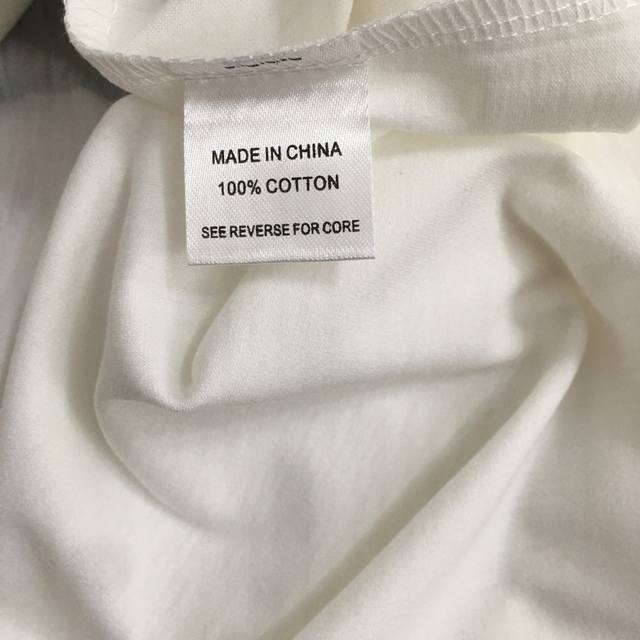 MADE IN CHINA
100% COTTON
SEE REVERSE FOR CORE